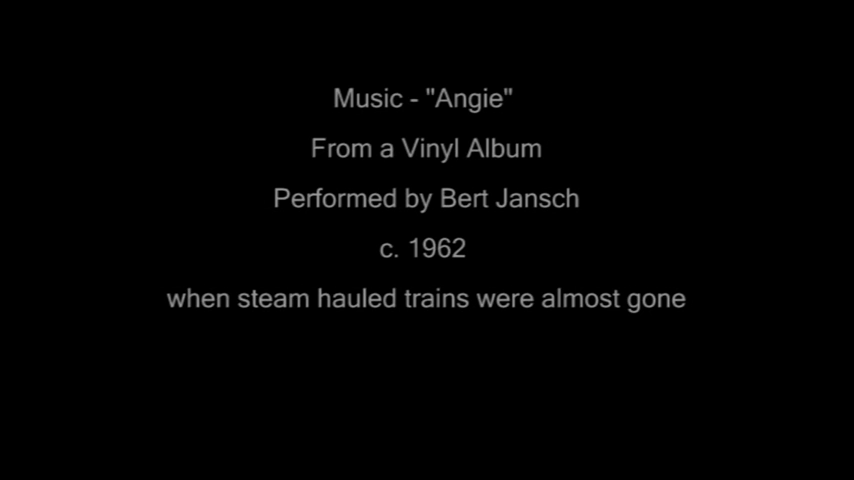 Music - "Angie"
From a Vinyl Album
Performed by Bert Jansch
c. 1962
when steam hauled trains were almost gone